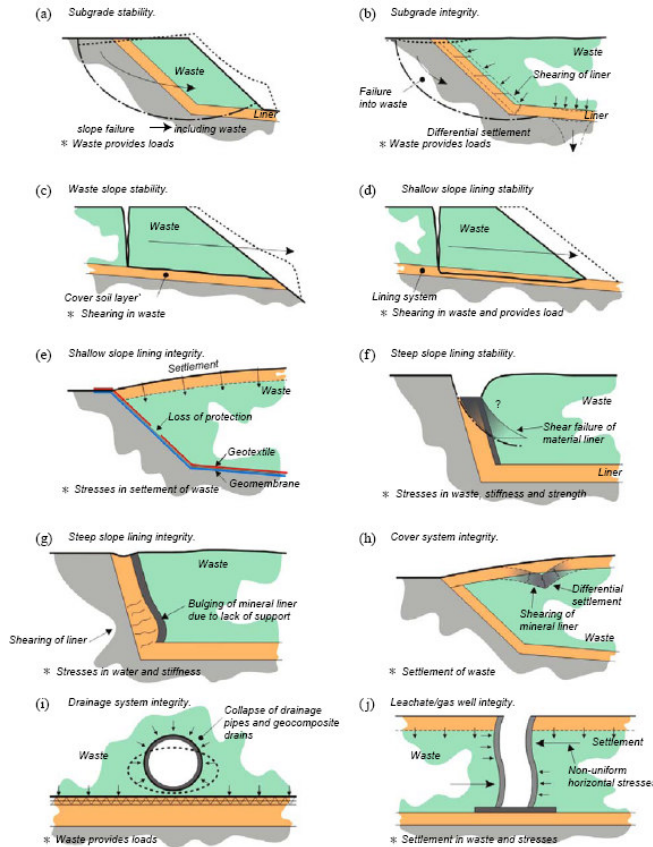 (a) Subgrade stability.
Waste
Liner
slope failure → including waste
* Waste provides loads
(b) Subgrade integrity.
Waste
Shearing of liner
Failure
into waste
Liner
Differential settlement
* Waste provides loads
(c) Waste slope stability.
Waste
Cover soil layer'
* Shearing in waste
(d) Shallow slope lining stability
Waste
Lining system
* Shearing in waste and provides load
(e) Shallow slope lining integrity.
Settlement
Waste
Loss of protection
Geotextile
Geomembrane
* Stresses in settement of waste
(f) Steep slope lining stability.
Waste
?
Shear failure of
material liner
Liner
* Stresses in waste, stiffness and strength
(g) Steep slope lining integrity.
Waste
Bulging of mineral liner
due to lack of support
Shearing of liner
* Stresses in water and stiffness
(h) Cover system integrity.
Differential
settlement
Shearing of
mineral liner
Waste
* Settlement of waste
(i) Drainage system integrity.
Collapse of drainage
pipes and geocomposite
drains
Waste
* Waste provides loads
(j) Leachate/gas well integity.
Settlement
Waste
Non-uniform
horizontal stresses
* Settlement in waste and stresses